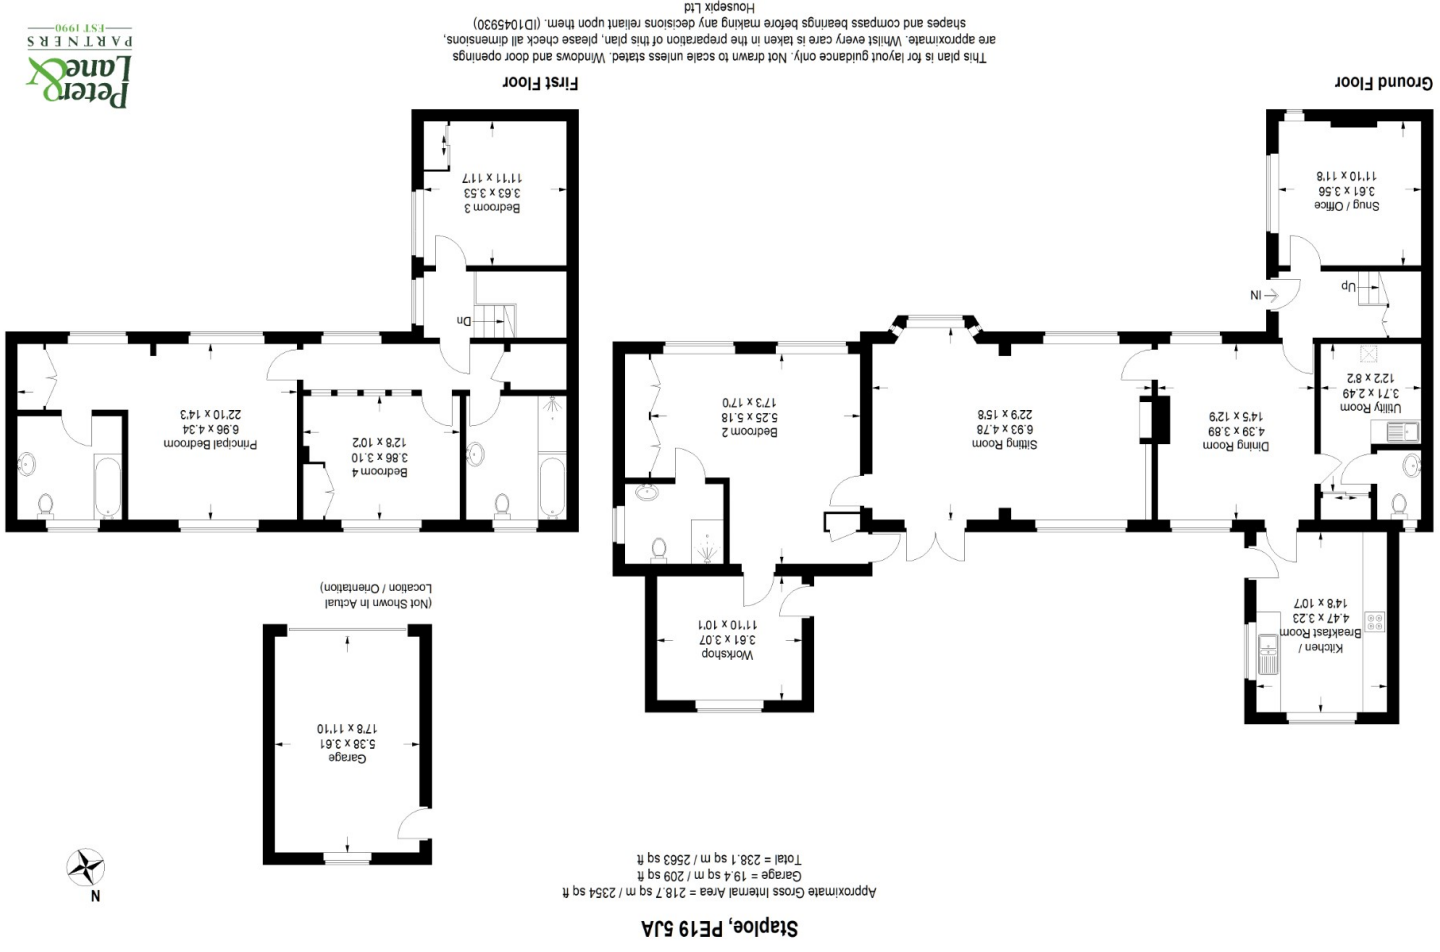 Staploe, PE19 5JA
Approximate Gross Internal Area = 218.7 sq m / 2354 sq ft
Garage = 19.4 sq m / 209 sq ft
Total = 238.1 sq m / 2563 sq ft
N
Garage
5.38 x 3.61
17'8 x 11'10
(Not Shown In Actual
Location / Orientation)
Kitchen /
Breakfast Room
4.47 x 3.23
14'8 x 10'7
Workshop
3.61 x 3.07
11'10 x 10'1
Utility Room
3.71 x 2.49
12'2 x 8'2
Dining Room
4.39 x 3.89
14'5 x 12'9
Sitting Room
6.93 x 4.78
22'9 x 15'8
Bedroom 2
5.25 x 5.18
17'3 x 17'0
Up
IN
Snug / Office
3.61 x 3.56
11'10 x 11'8
Ground Floor
Bedroom 4
3.86 x 3.10
12'8 x 10'2
Principal Bedroom
6.96 x 4.34
22'10 x 14'3
Dn
Bedroom 3
3.63 x 3.53
11'11 x 11'7
First Floor
Peter &
Lane
PARTNERS
EST 1990
This plan is for layout guidance only. Not drawn to scale unless stated. Windows and door openings
are approximate. Whilst every care is taken in the preparation of this plan, please check all dimensions,
shapes and compass bearings before making any decisions reliant upon them. (ID1045930)
Housepix Ltd